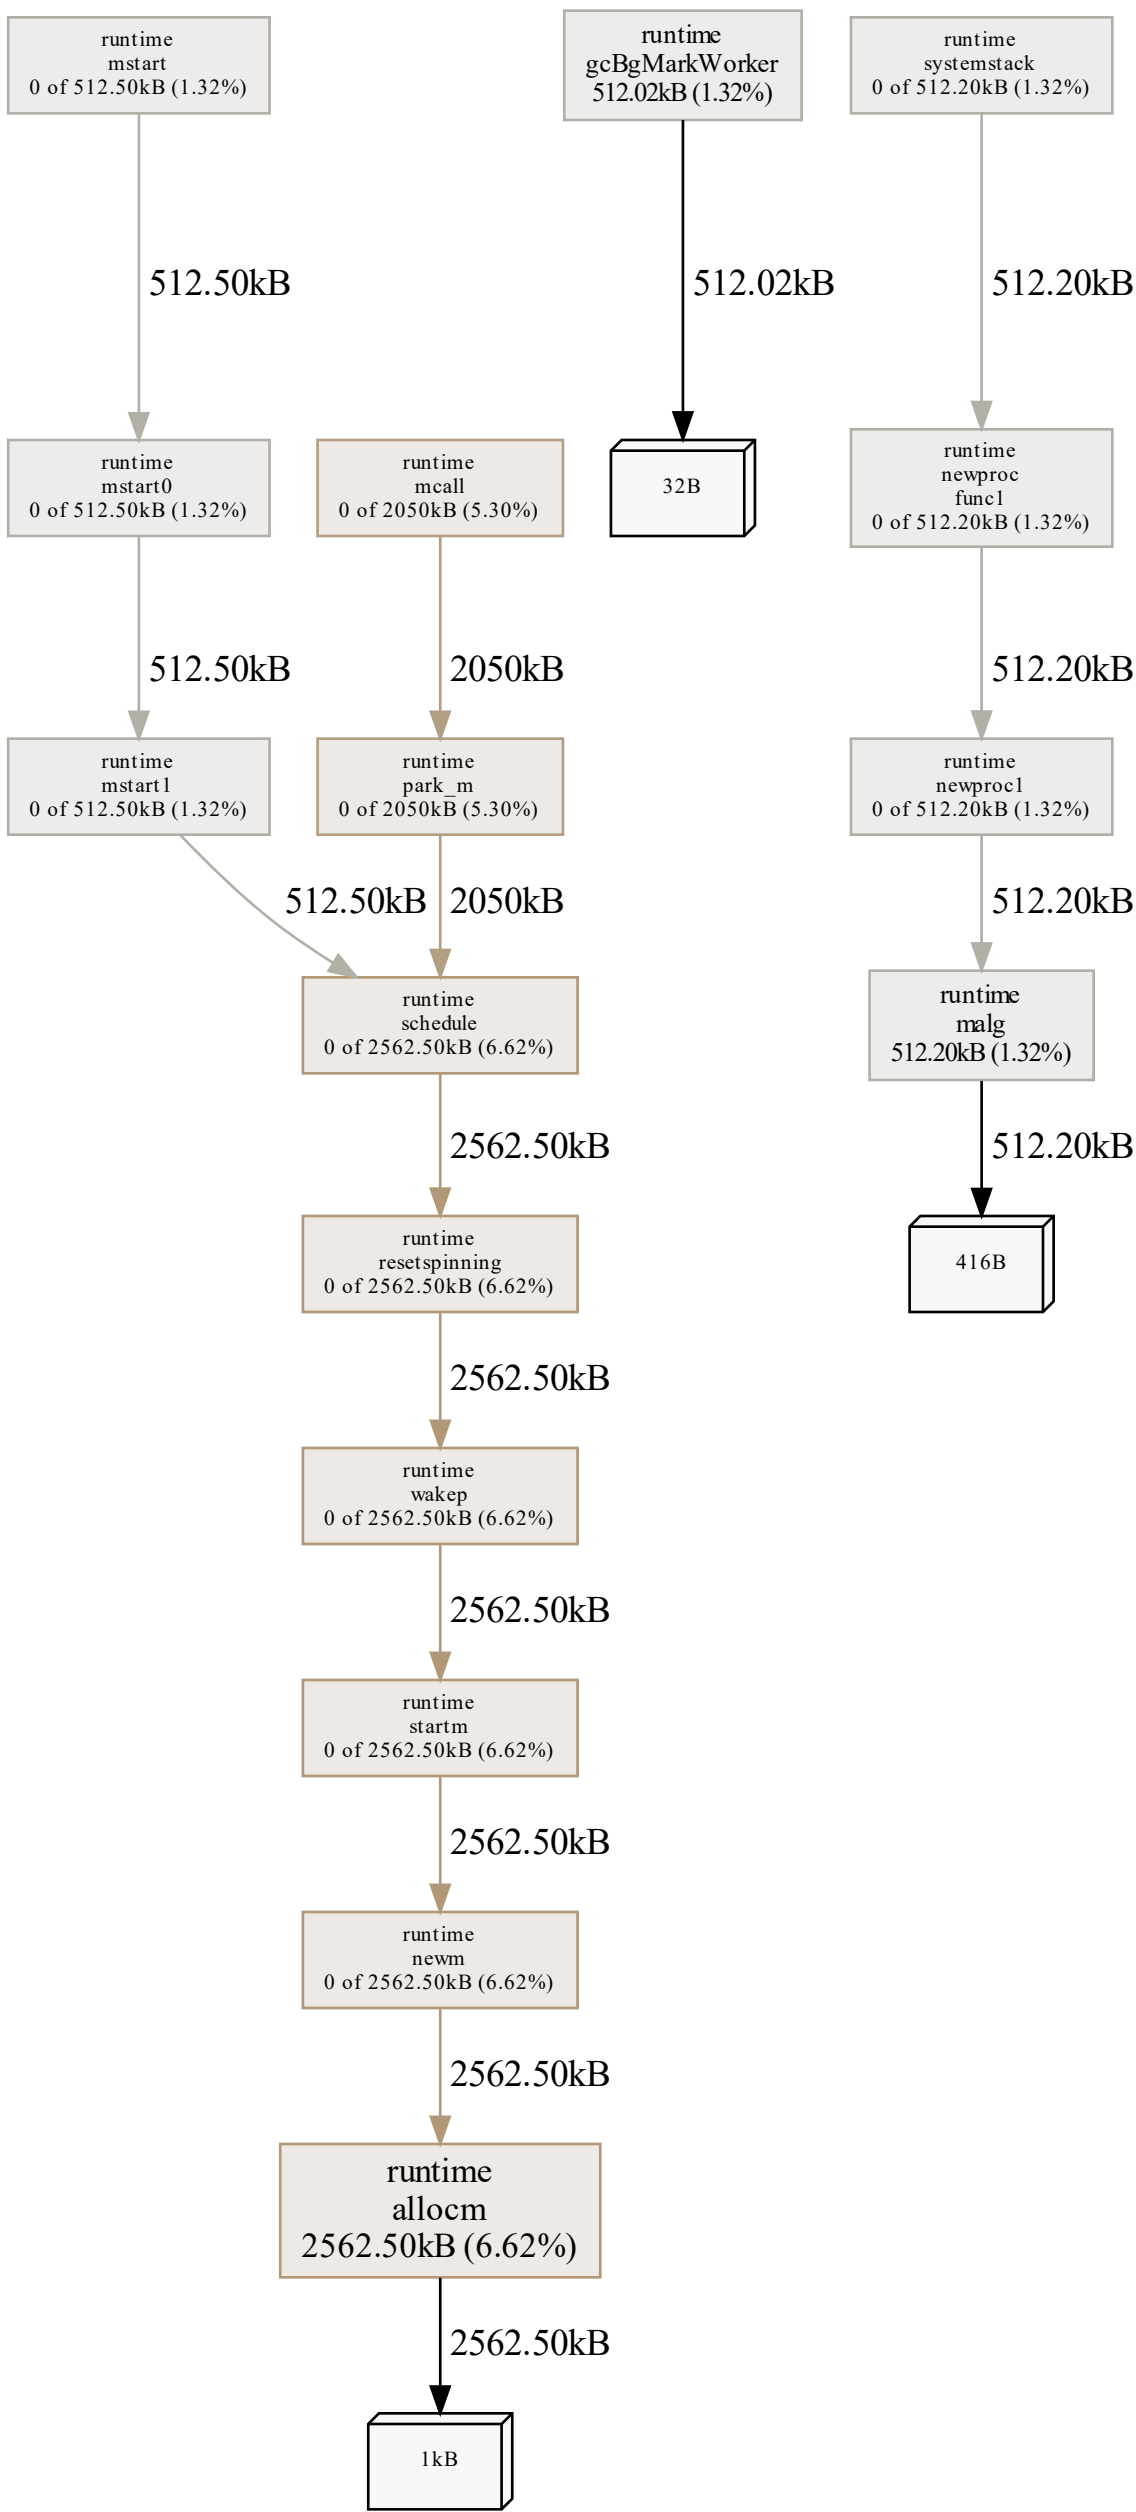 runtime
mstart
0 of 512.50kB (1.32%)
runtime
gcBgMarkWorker
512.02kB (1.32%)
runtime
systemstack
0 of 512.20kB (1.32%)
512.50kB
512.02kB
512.20kB
runtime
mstart0
0 of 512.50kB (1.32%)
runtime
mcall
0 of 2050kB (5.30%)
32B
runtime
newproc
func1
0 of 512.20kB (1.32%)
512.50kB
2050kB
512.20kB
runtime
mstart1
0 of 512.50kB (1.32%)
runtime
park_m
0 of 2050kB (5.30%)
runtime
newproc1
0 of 512.20kB (1.32%)
512.50kB
2050kB
512.20kB
runtime
schedule
0 of 2562.50kB (6.62%)
runtime
malg
512.20kB (1.32%)
2562.50kB
512.20kB
runtime
resetspinning
0 of 2562.50kB (6.62%)
416B
2562.50kB
runtime
wakep
0 of 2562.50kB (6.62%)
2562.50kB
runtime
startm
0 of 2562.50kB (6.62%)
2562.50kB
runtime
newm
0 of 2562.50kB (6.62%)
2562.50kB
runtime
allocm
2562.50kB (6.62%)
2562.50kB
1kB